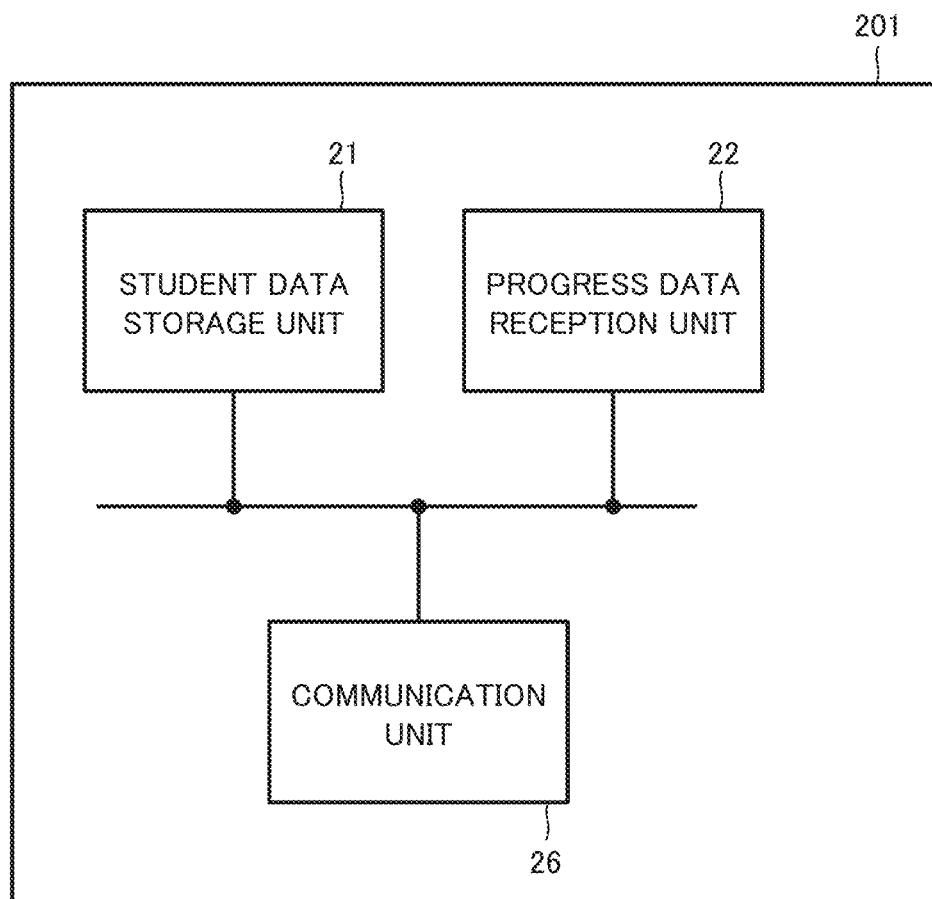 201
21
22
STUDENT DATA
STORAGE UNIT
PROGRESS DATA
RECEPTION UNIT
COMMUNICATION
UNIT
26